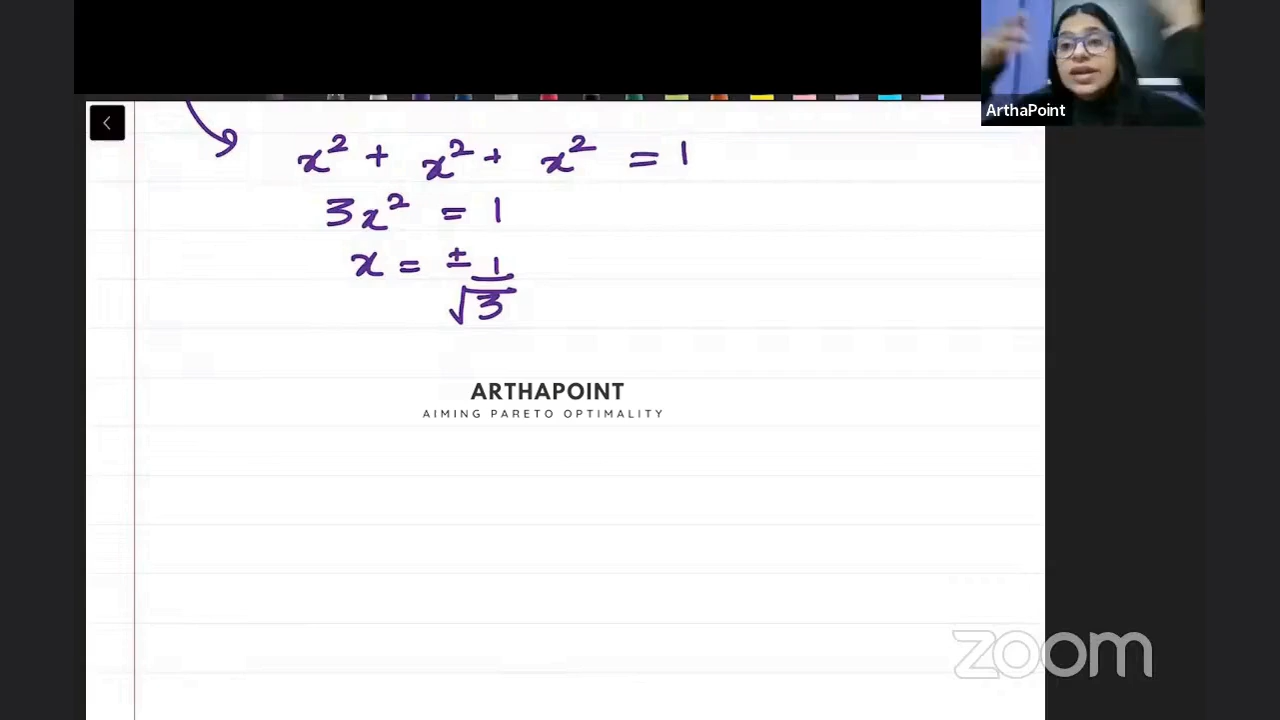 ArthaPoint
x² + x² + x² = 1
3x² = 1
x = ± 1/√3
ARTHAPOINT
AIMING PARETO OPTIMALITY
zoom